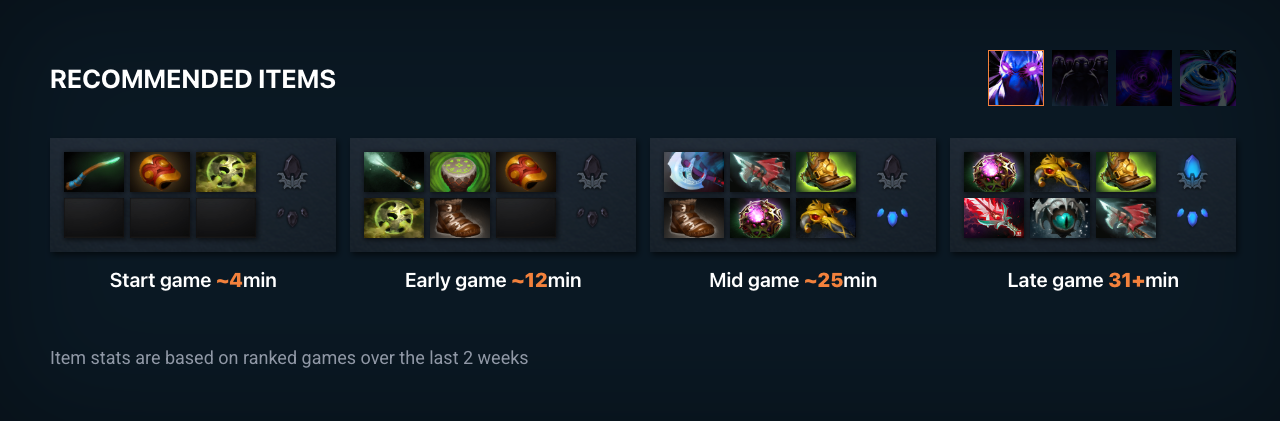 RECOMMENDED ITEMS
Start game ~4min
Early game ~12min
Mid game ~25min
Late game 31+min
Item stats are based on ranked games over the last 2 weeks